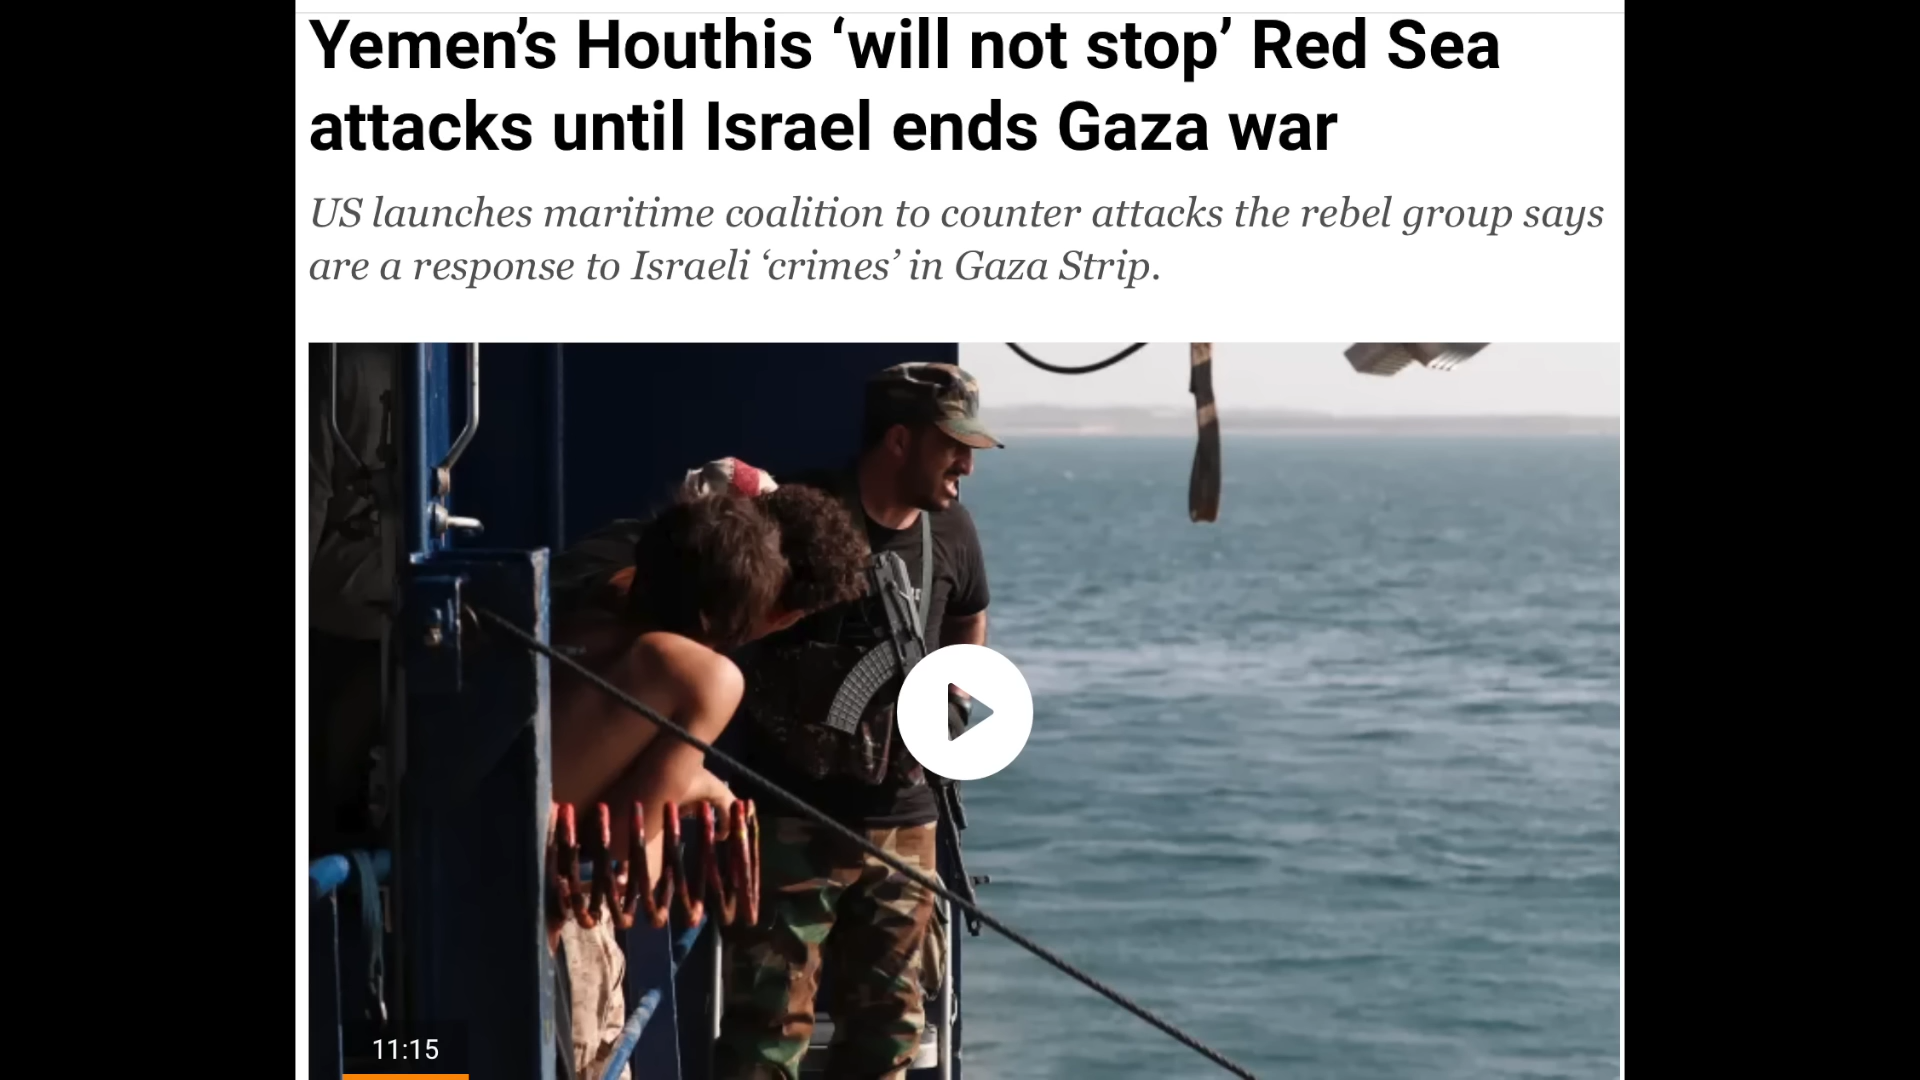 Yemen’s Houthis ‘will not stop’ Red Sea
attacks until Israel ends Gaza war
US launches maritime coalition to counter attacks the rebel group says
are a response to Israeli ‘crimes’ in Gaza Strip.
11:15